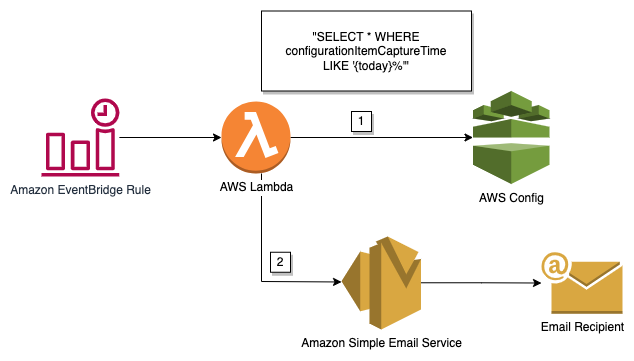 "SELECT * WHERE
configurationItemCaptureTime
LIKE '{today}%'"
1
Amazon EventBridge Rule
AWS Lambda
AWS Config
2
@
Amazon Simple Email Service
Email Recipient